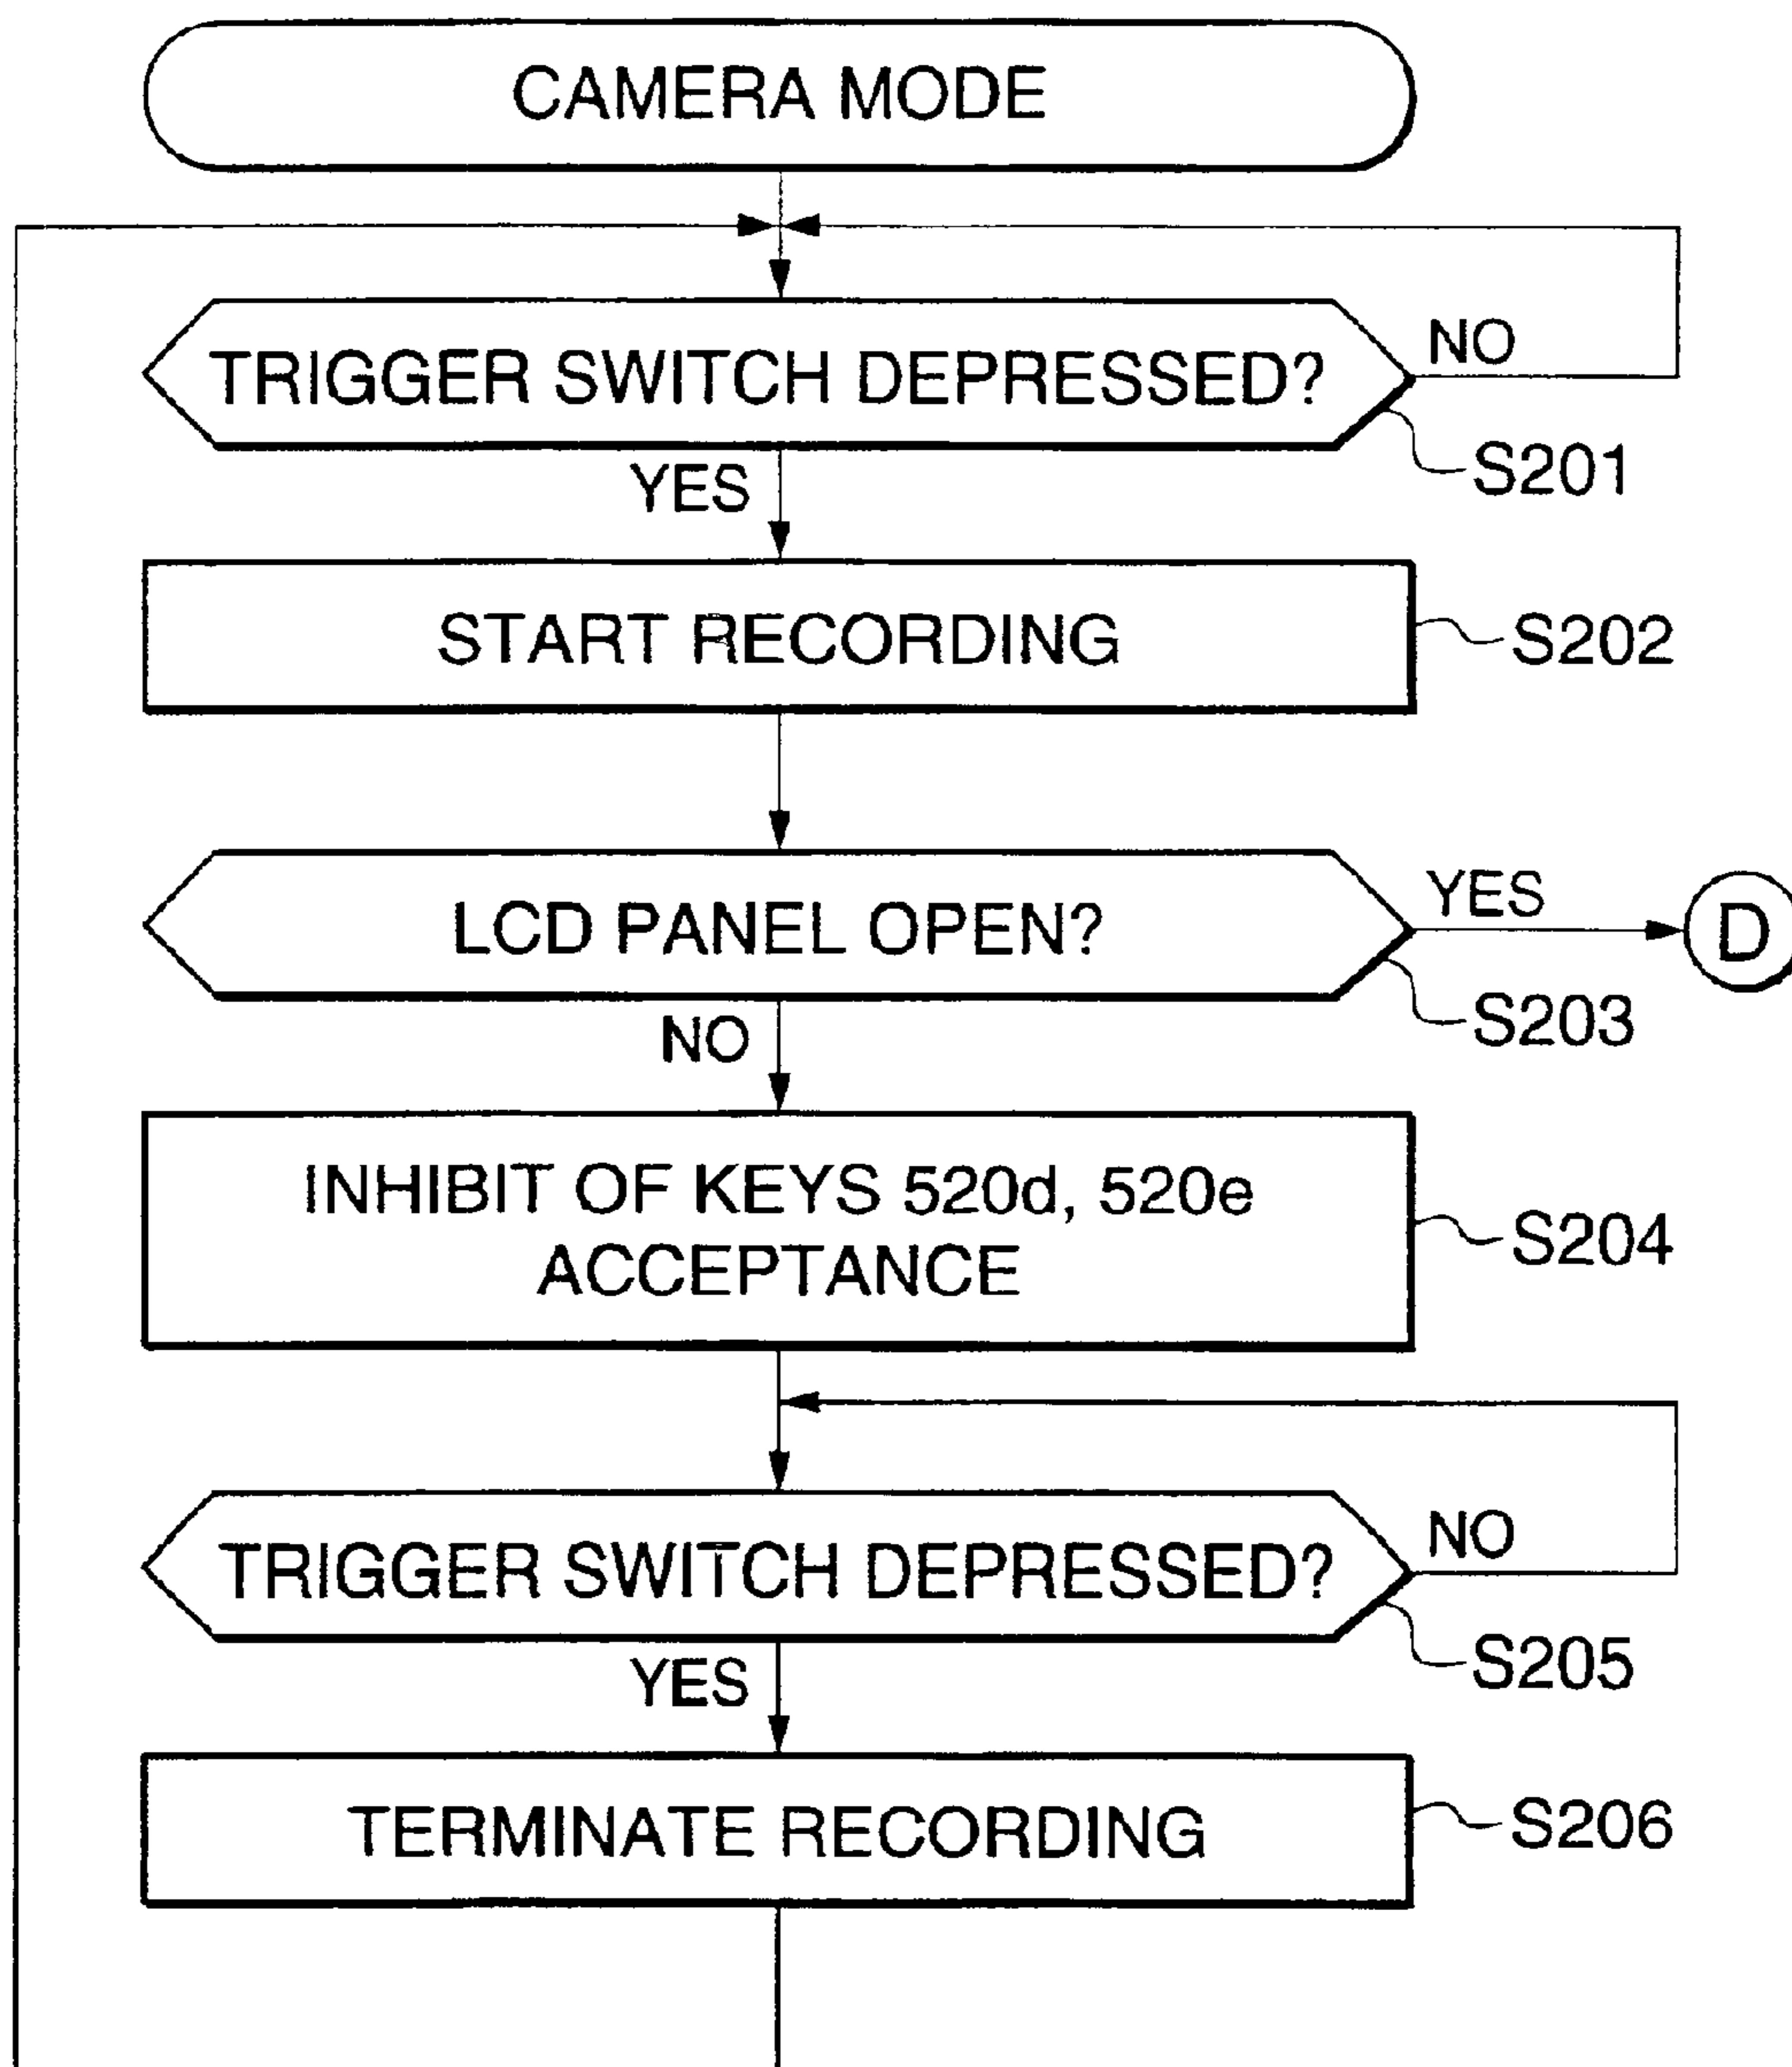 CAMERA MODE
TRIGGER SWITCH DEPRESSED?
NO
S201
YES
START RECORDING
S202
LCD PANEL OPEN?
YES
D
S203
NO
INHIBIT OF KEYS 520d, 520e
ACCEPTANCE
S204
TRIGGER SWITCH DEPRESSED?
NO
S205
YES
TERMINATE RECORDING
S206